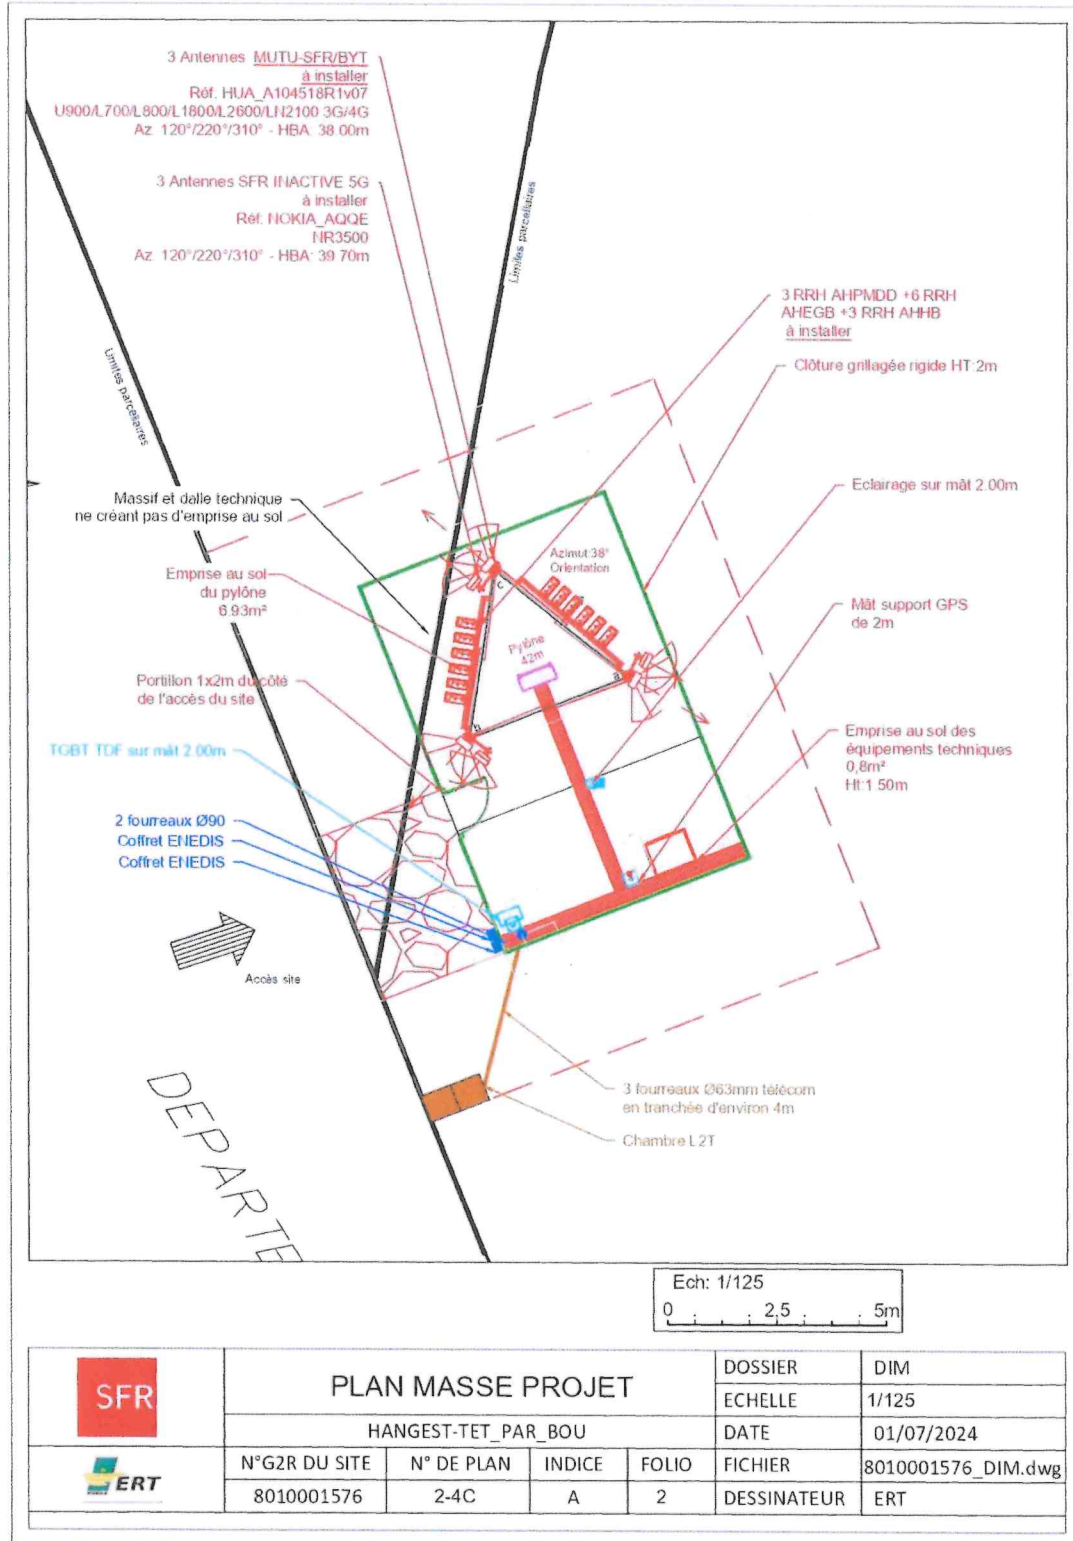 3 Antennes MUTU-SFR/BYT
à installer
Réf. HUA_A104518R1v07
U900/L700/L800/L1800/L2600/LN2100 3G/4G
Az 120°/220°/310° - HBA: 38.00m
3 Antennes SFR INACTIVE 5G
à installer
Réf: NOKIA_AQQE
NR3500
Az 120°/220°/310° - HBA: 39.70m
Limites parcellaires
Limites parcellaires
3 RRH AHPMDD +6 RRH
AHEGB +3 RRH AHHB
à installer
Clôture grillagée rigide HT:2m
Eclairage sur mât 2.00m
Massif et dalle technique
ne créant pas d'emprise au sol
Azimut:38°
Orientation
Emprise au sol
du pylône
6.93m²
Mât support GPS
de 2m
Pylône
42m
C
Portillon 1x2m du côté
de l'accès du site
Emprise au sol des
équipements techniques
0,8m²
Ht:1.50m
TGBT TDF sur mât 2.00m
2 fourreaux Ø90
Coffret ENEDIS
Coffret ENEDIS
Accès site
3 fourreaux Ø63mm télécom
en tranchée d'environ 4m
Chambre L2T
DEPARTE
Ech: 1/125
0 2.5 5m
SFR
PLAN MASSE PROJET
DOSSIER DIM
ECHELLE 1/125
HANGEST-TET_PAR_BOU
DATE 01/07/2024
ERT
N°G2R DU SITE N° DE PLAN INDICE FOLIO FICHIER 8010001576_DIM.dwg
8010001576 2-4C A 2 DESSINATEUR ERT